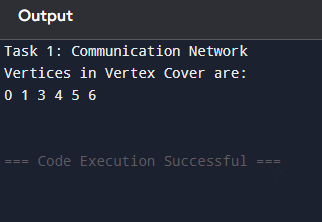 Output
Task 1: Communication Network
Vertices in Vertex Cover are:
0 1 3 4 5 6
=== Code Execution Successful ===